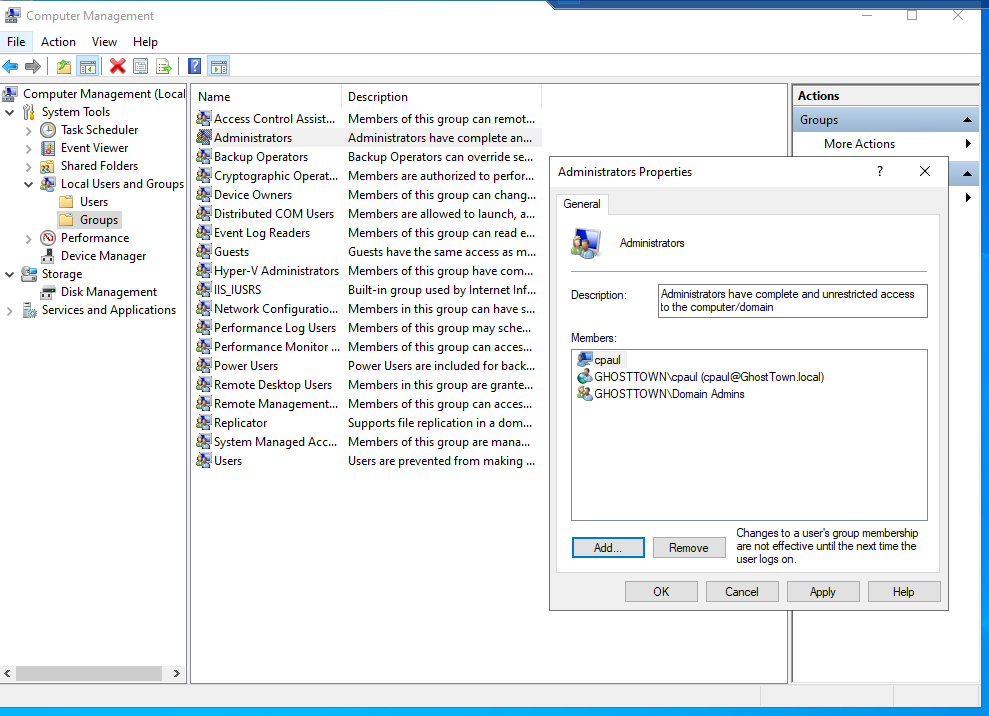 Computer Management
File Action View Help
Computer Management (Local
System Tools
Task Scheduler
Event Viewer
Shared Folders
Local Users and Groups
Users
Groups
Performance
Device Manager
Storage
Disk Management
Services and Applications
Name Description
Access Control Assist... Members of this group can remot...
Administrators Administrators have complete an...
Backup Operators Backup Operators can override se...
Cryptographic Operat... Members are authorized to perfor...
Device Owners Members of this group can chang...
Distributed COM Users Members are allowed to launch, a...
Event Log Readers Members of this group can read e...
Guests Guests have the same access as m...
Hyper-V Administrators Members of this group have com...
IIS_IUSRS Built-in group used by Internet Inf...
Network Configuratio... Members in this group can have s...
Performance Log Users Members of this group may sche...
Performance Monitor ... Members of this group can acces...
Power Users Power Users are included for back...
Remote Desktop Users Members in this group are grante...
Remote Management... Members of this group can acces...
Replicator Supports file replication in a dom...
System Managed Acc... Members of this group are mana...
Users Users are prevented from making ...
Actions
Groups
More Actions
Administrators Properties ?
General
Administrators
Description: Administrators have complete and unrestricted access
to the computer/domain
Members:
cpaul
GHOSTTOWN\cpaul (cpaul@GhostTown.local)
GHOSTTOWN\Domain Admins
Add... Remove
Changes to a user's group membership
are not effective until the next time the
user logs on.
OK Cancel Apply Help